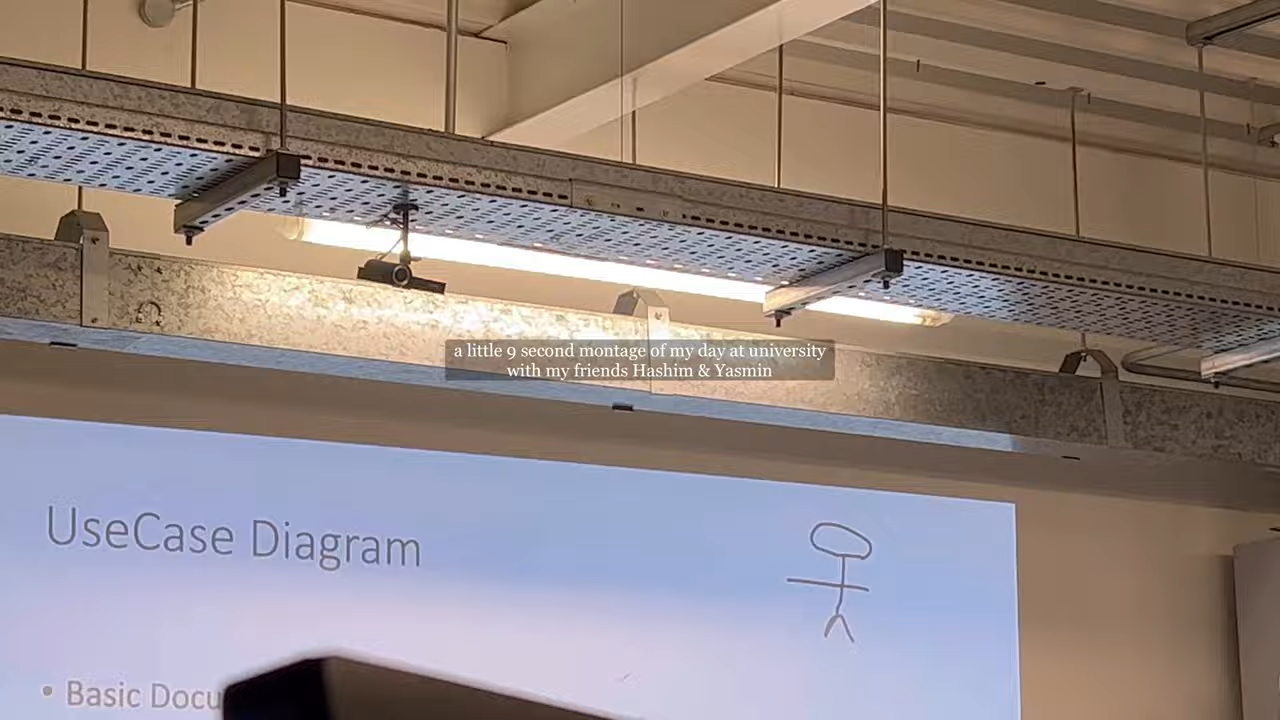 a little 9 second montage of my day at university
with my friends Hashim & Yasmin
UseCase Diagram
• Basic Docu